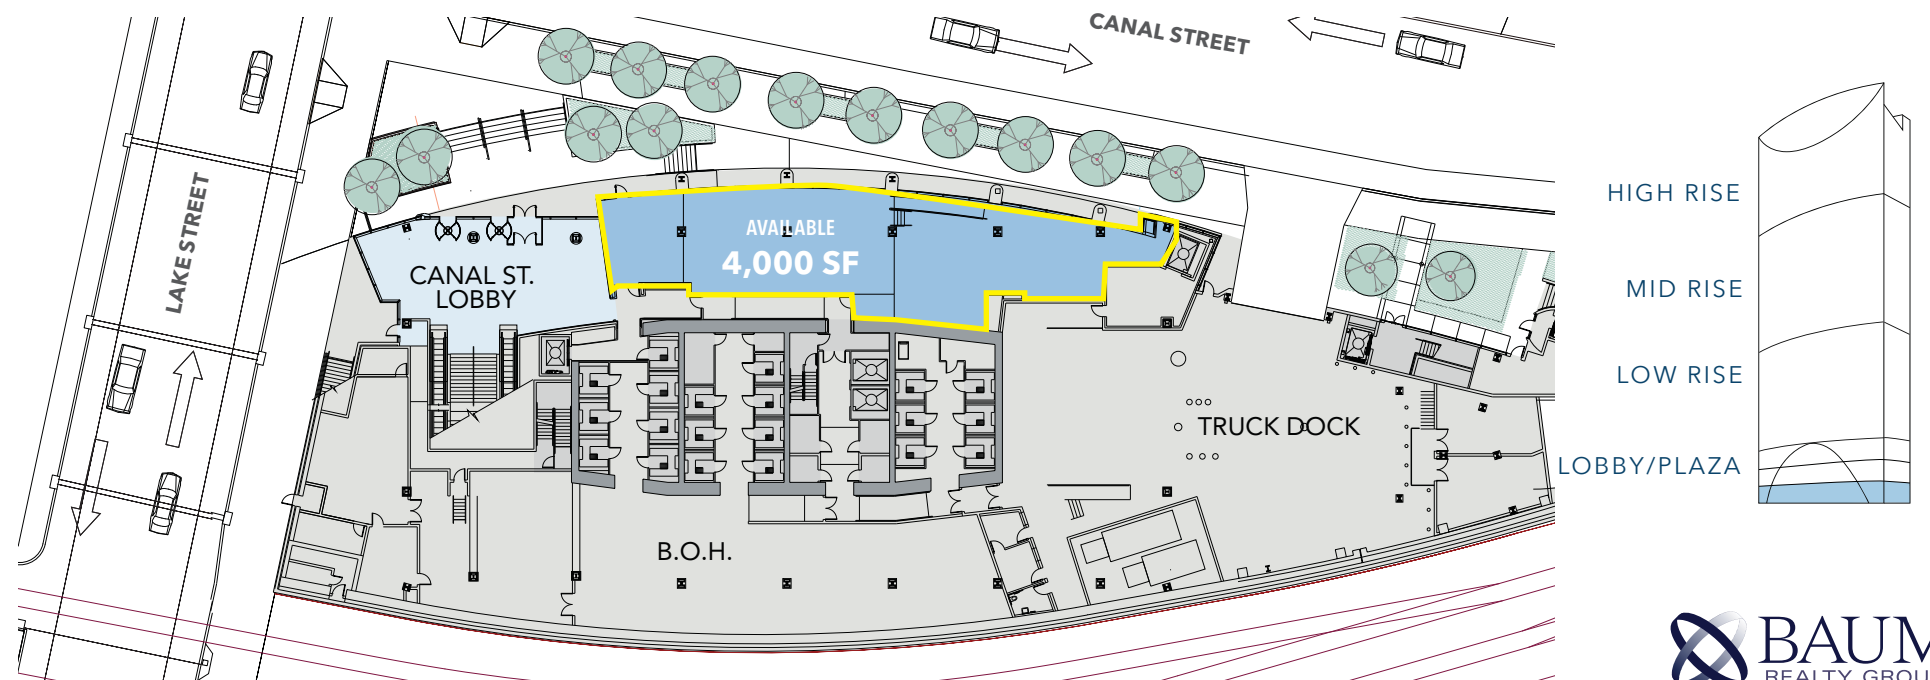 CANAL STREET
LAKE STREET
AVAILABLE
4,000 SF
CANAL ST.
LOBBY
TRUCK DOCK
B.O.H.
HIGH RISE
MID RISE
LOW RISE
LOBBY/PLAZA
BAUM
REALTY GROU